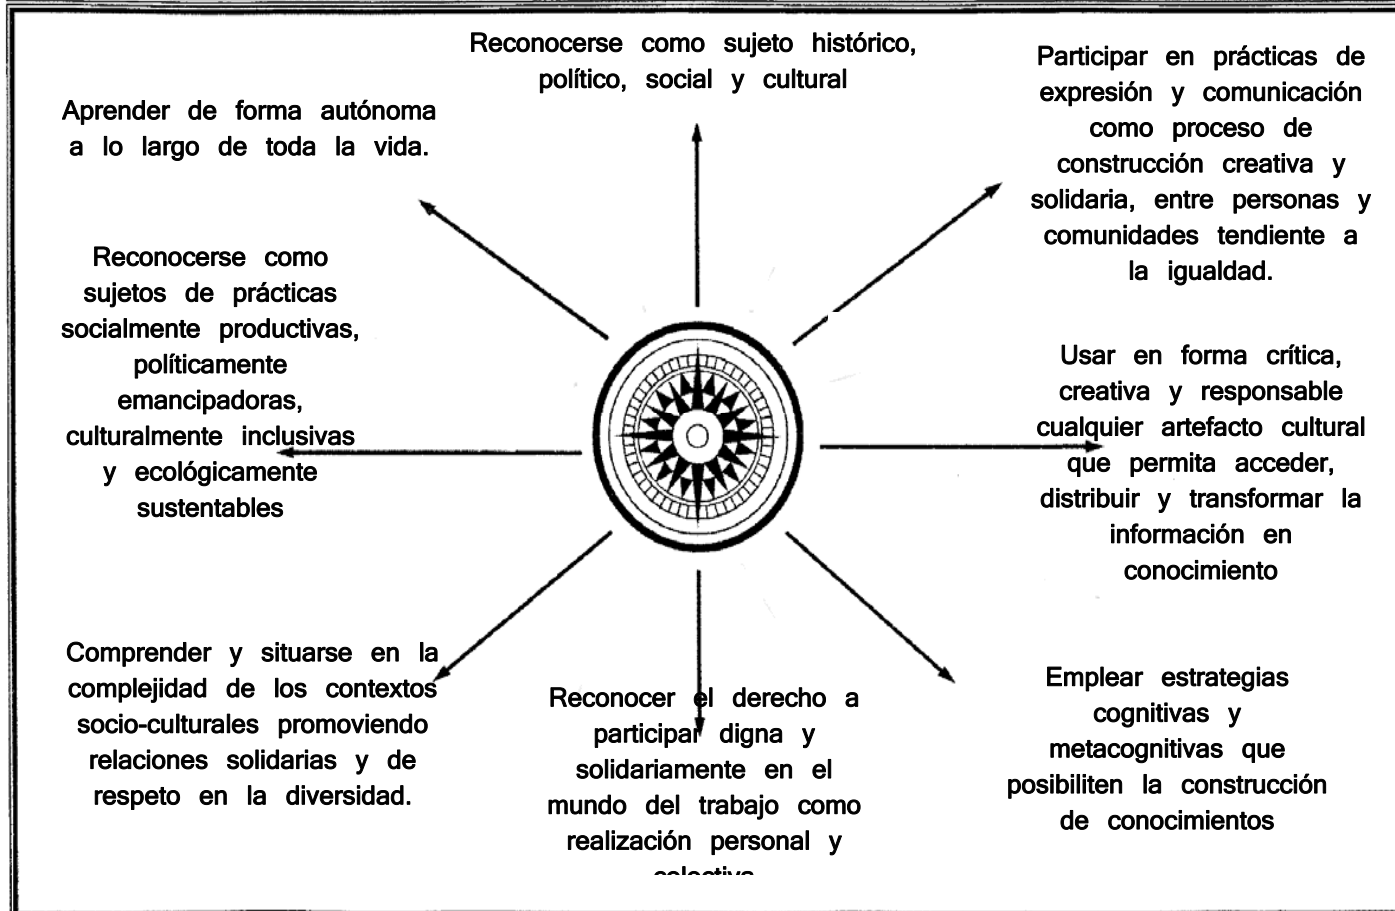 Reconocerse como sujeto histórico,
político, social y cultural
Participar en prácticas de
expresión y comunicación
como proceso de
construcción creativa y
solidaria, entre personas y
comunidades tendiente a
la igualdad.
Aprender de forma autónoma
a lo largo de toda la vida.
Reconocerse como
sujetos de prácticas
socialmente productivas,
políticamente
emancipadoras,
culturalmente inclusivas
y ecológicamente
sustentables
Usar en forma crítica,
creativa y responsable
cualquier artefacto cultural
que permita acceder,
distribuir y transformar la
información en
conocimiento
Comprender y situarse en la
complejidad de los contextos
socio-culturales promoviendo
relaciones solidarias y de
respeto en la diversidad.
Reconocer el derecho a
participar digna y
solidariamente en el
mundo del trabajo como
realización personal y
colectiva
Emplear estrategias
cognitivas y
metacognitivas que
posibiliten la construcción
de conocimientos